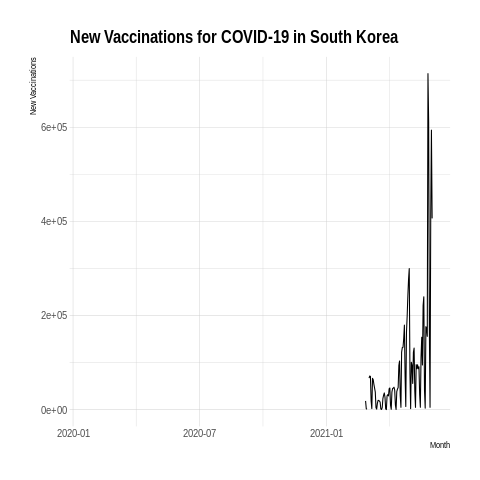 New Vaccinations for COVID-19 in South Korea
New Vaccinations
6e+05
4e+05
2e+05
0e+00
2020-01 2020-07 2021-01
Month